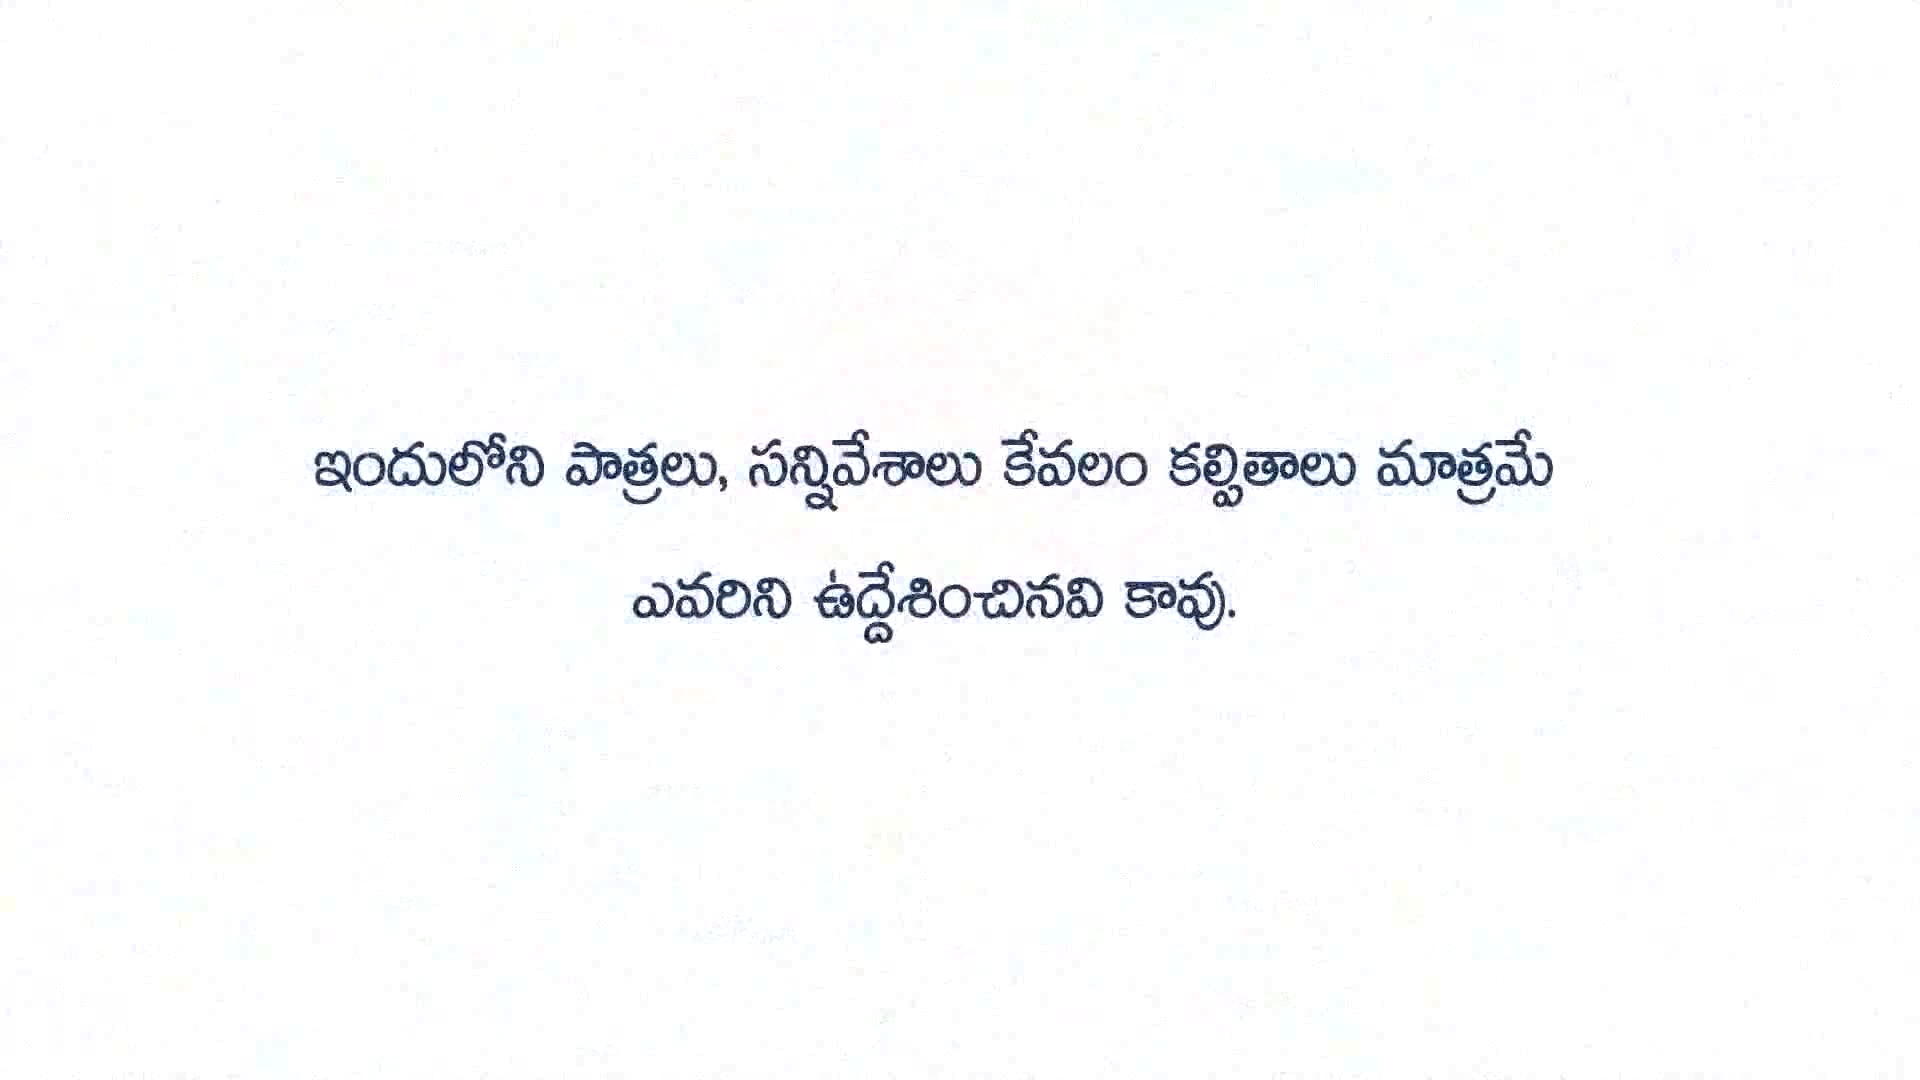 ఇందులోని పాత్రలు, సన్నివేశాలు కేవలం కల్పితాలు మాత్రమే
ఎవరిని ఉద్దేశించినవి కావు.